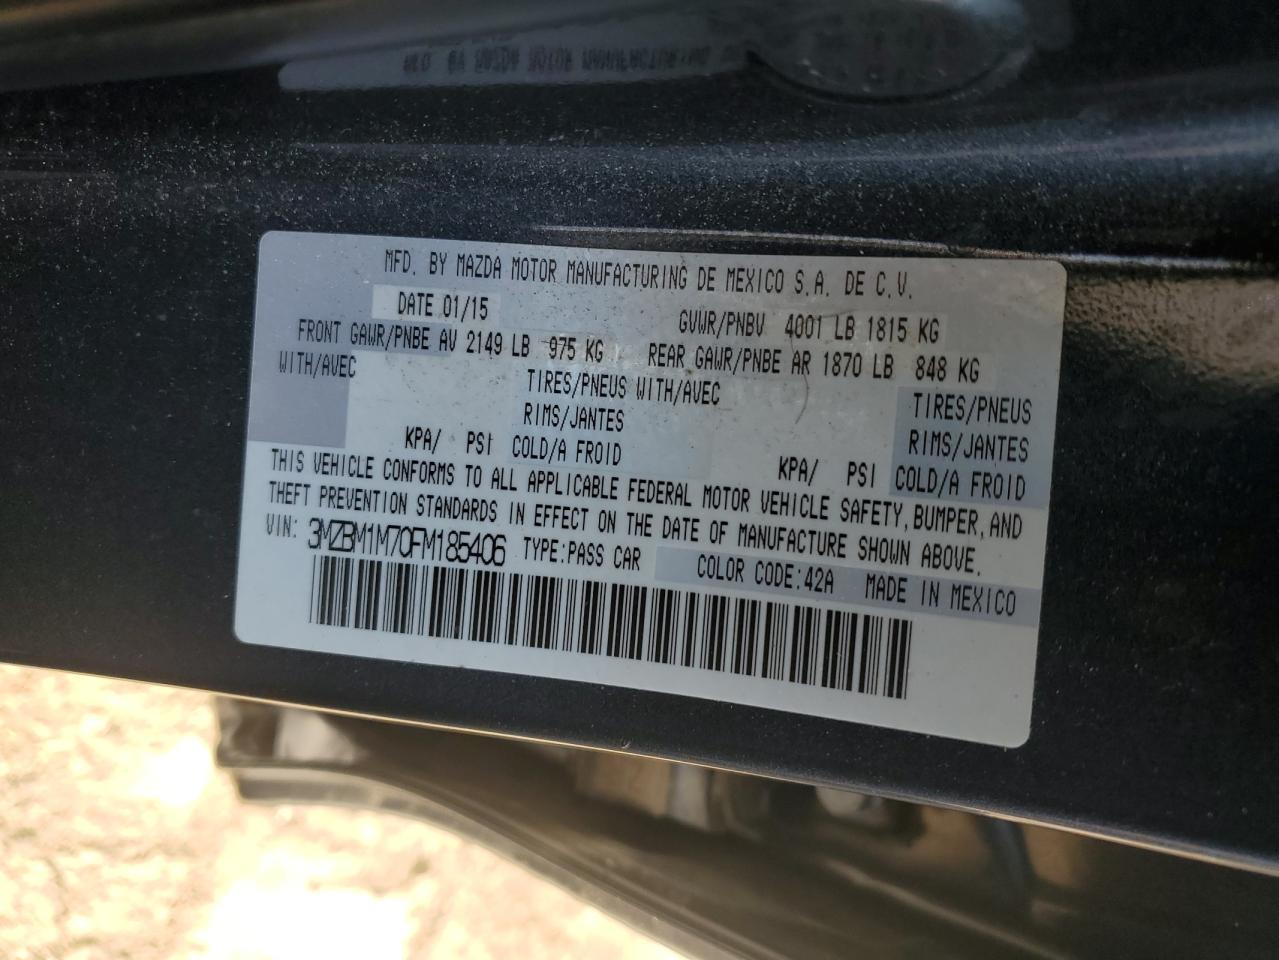 MFD. BY MAZDA MOTOR MANUFACTURING DE MEXICO S.A. DE C.V.
DATE 01/15 GVWR/PNBV 4001 LB 1815 KG
FRONT GAWR/PNBE AV 2149 LB 975 KG REAR GAWR/PNBE AR 1870 LB 848 KG
WITH/AVEC TIRES/PNEUS WITH/AVEC TIRES/PNEUS
RIMS/JANTES RIMS/JANTES
KPA/ PSI COLD/A FROID KPA/ PSI COLD/A FROID
THIS VEHICLE CONFORMS TO ALL APPLICABLE FEDERAL MOTOR VEHICLE SAFETY, BUMPER, AND
THEFT PREVENTION STANDARDS IN EFFECT ON THE DATE OF MANUFACTURE SHOWN ABOVE.
VIN: 3MZBM1M70FM185406 TYPE:PASS CAR COLOR CODE:42A MADE IN MEXICO